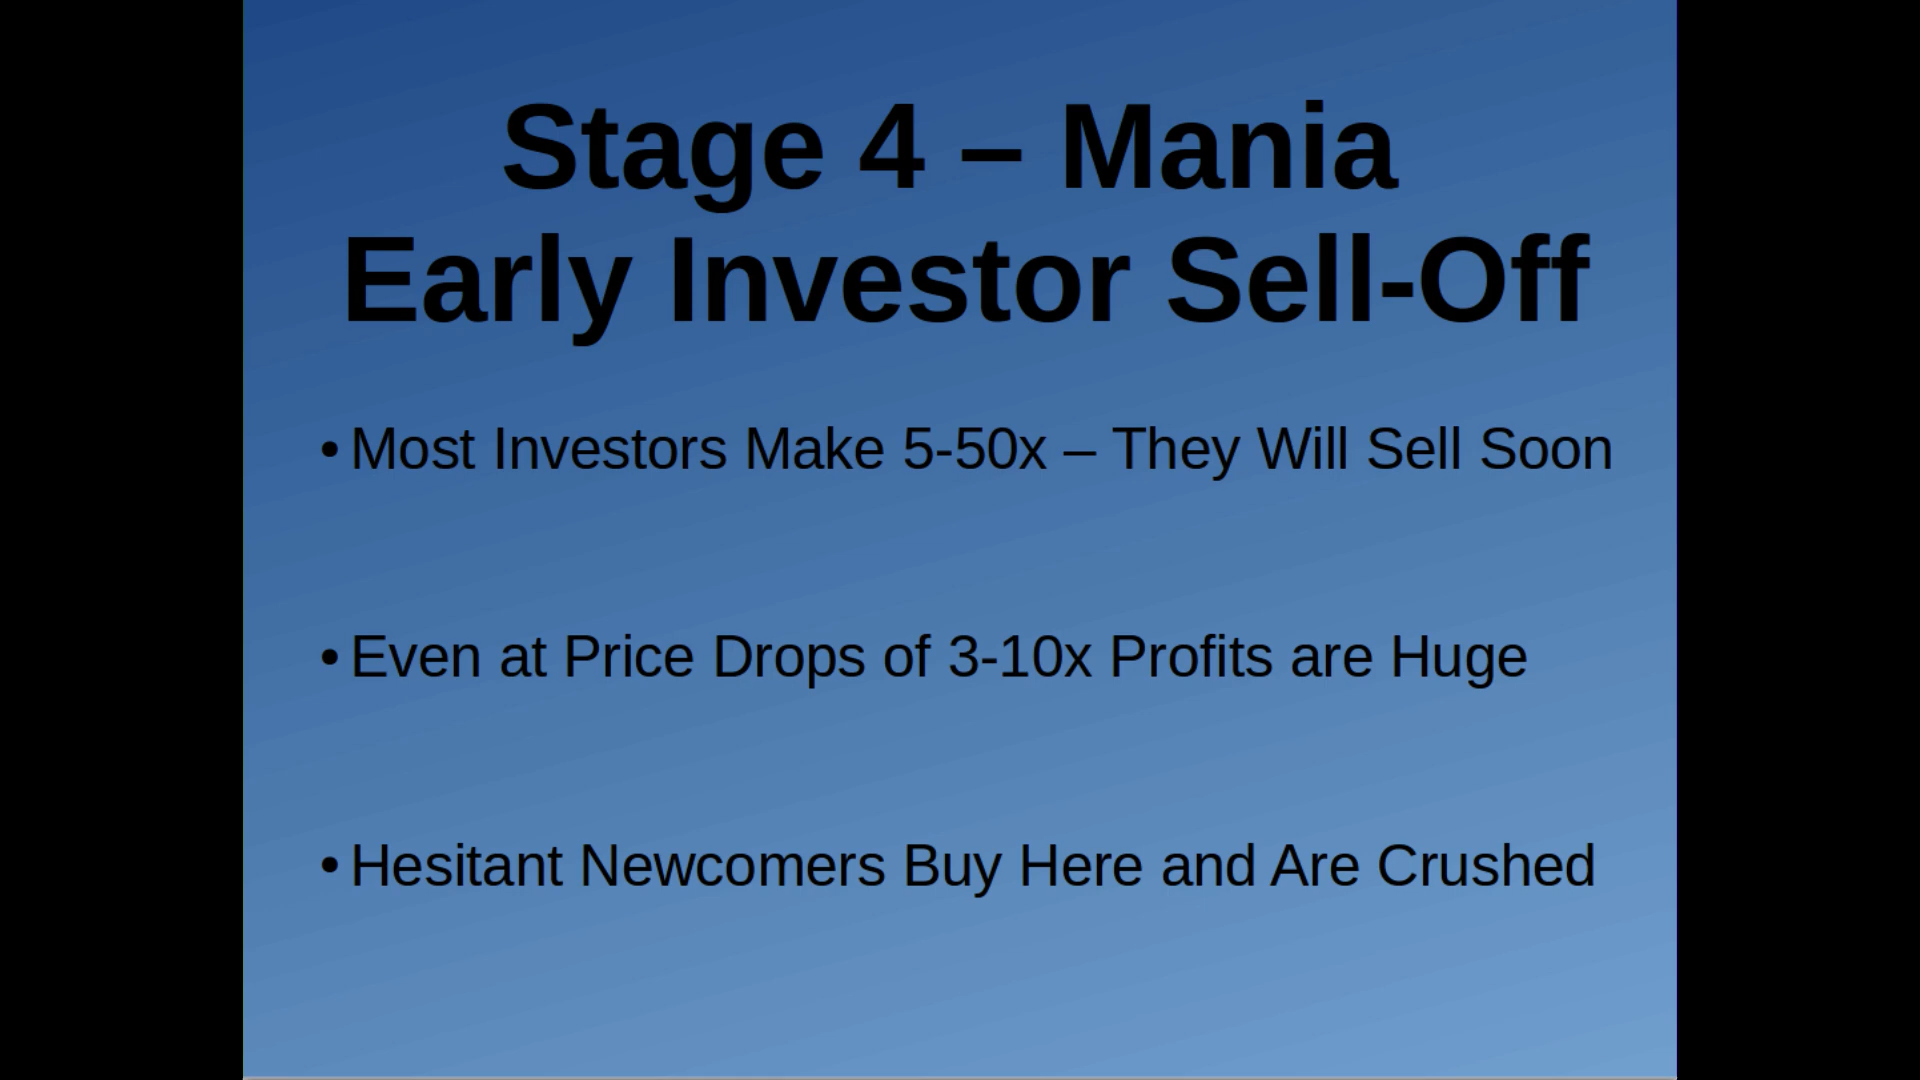 Stage 4 – Mania
Early Investor Sell-Off
• Most Investors Make 5-50x – They Will Sell Soon
• Even at Price Drops of 3-10x Profits are Huge
• Hesitant Newcomers Buy Here and Are Crushed